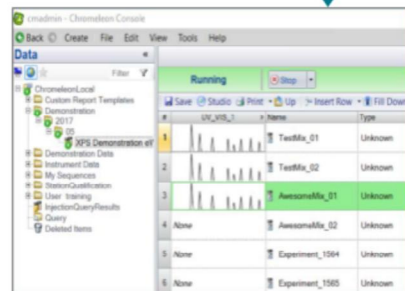 cmadmin - Chromeleon Console
Back Create File Edit View Tools Help
Data «
Filter
ChromeleonLocal
Custom Report Templates
Demonstration
2017
05
XPS Demonstration
Demonstration Data
Instrument Data
My Sequences
StationQualification
User training
InjectionQueryResults
Query
Deleted Items
Running Stop
Save Studio Print Up Insert Row Fill Down
# UV_VIS_1 Name Type
1 TestMix_01 Unknown
2 TestMix_02 Unknown
3 AwesomeMix_01 Unknown
4 None AwesomeMix_02 Unknown
5 None Experiment_1564 Unknown
6 None Experiment_1565 Unknown